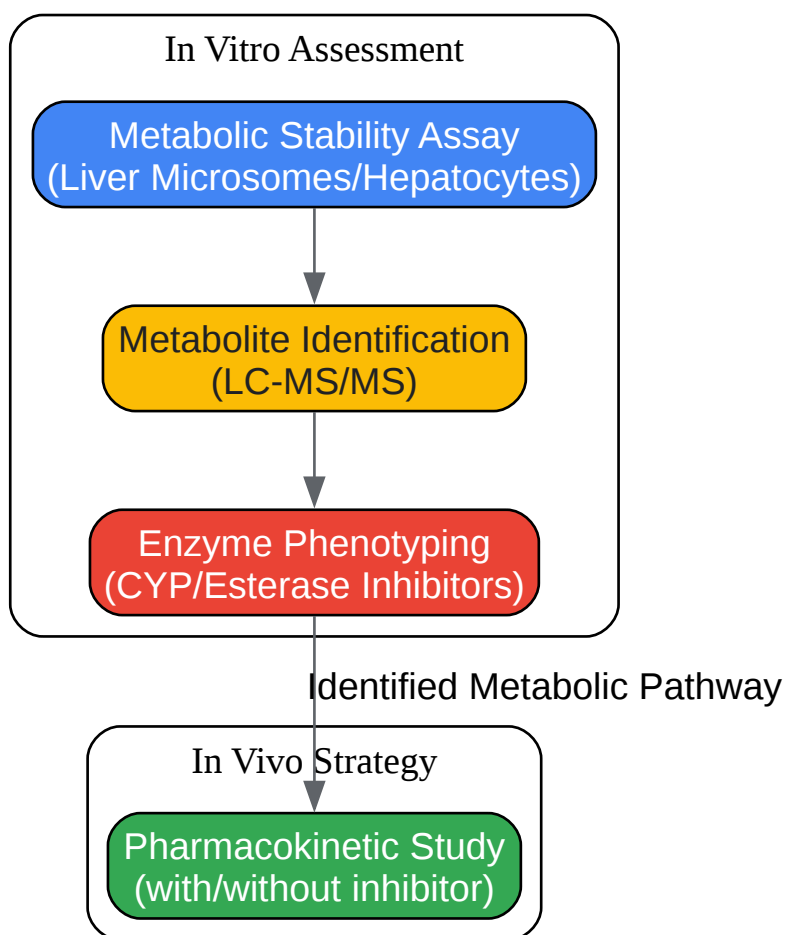 In Vitro Assessment
Metabolic Stability Assay
(Liver Microsomes/Hepatocytes)
Metabolite Identification
(LC-MS/MS)
Enzyme Phenotyping
(CYP/Esterase Inhibitors)
Identified Metabolic Pathway
In Vivo Strategy
Pharmacokinetic Study
(with/without inhibitor)